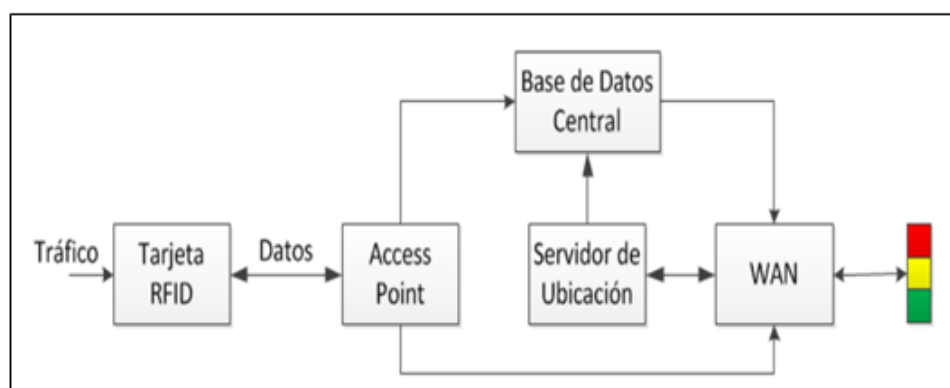 Base de Datos
Central
Tráfico
Tarjeta
RFID
Datos
Access
Point
Servidor de
Ubicación
WAN